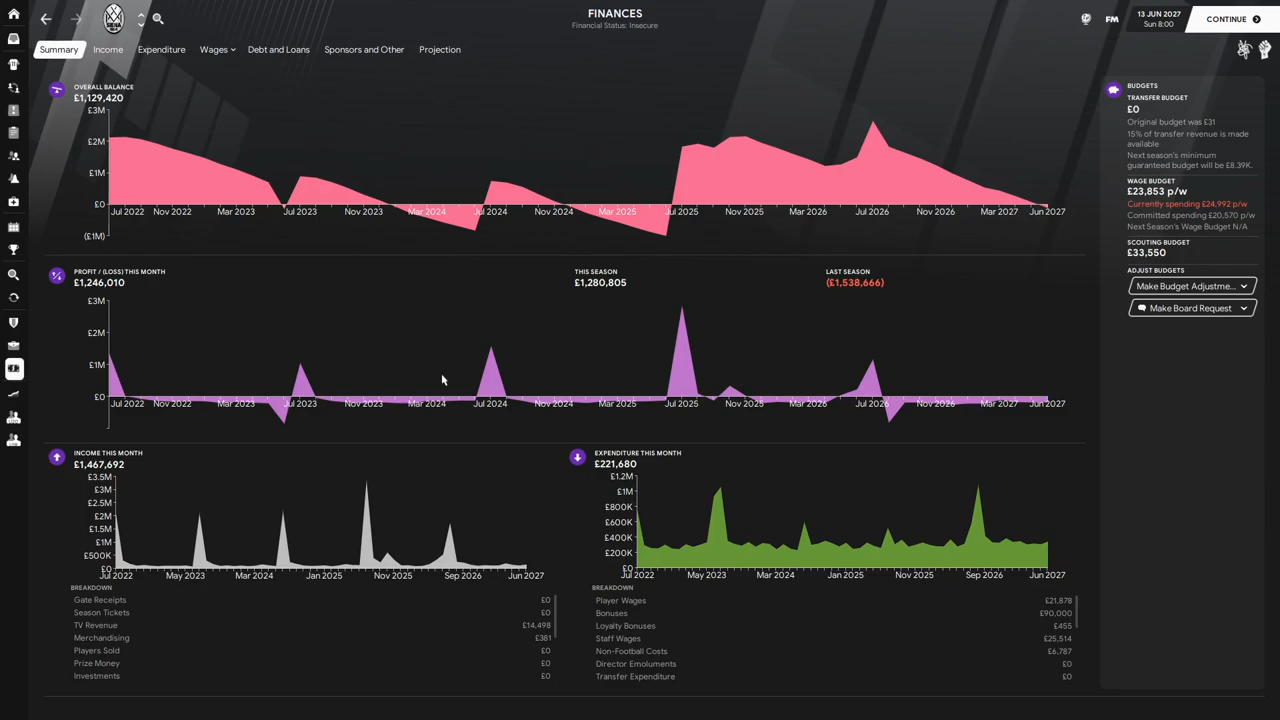 FINANCES
Financial Status: Insecure
FM
13 JUN 2027
Sun 8:00
CONTINUE
Summary
Income
Expenditure
Wages
Debt and Loans
Sponsors and Other
Projection
OVERALL BALANCE
£1,129,420
£3M
£2M
£1M
£0
(£1M)
Jul 2022 Nov 2022 Mar 2023 Jul 2023 Nov 2023 Mar 2024 Jul 2024 Nov 2024 Mar 2025 Jul 2025 Nov 2025 Mar 2026 Jul 2026 Nov 2026 Mar 2027 Jun 2027
PROFIT / (LOSS) THIS MONTH
£1,246,010
THIS SEASON
£1,280,805
LAST SEASON
(£1,538,666)
£3M
£2M
£1M
£0
Jul 2022 Nov 2022 Mar 2023 Jul 2023 Nov 2023 Mar 2024 Jul 2024 Nov 2024 Mar 2025 Jul 2025 Nov 2025 Mar 2026 Jul 2026 Nov 2026 Mar 2027 Jun 2027
INCOME THIS MONTH
£1,467,692
£3.5M
£3M
£2.5M
£2M
£1.5M
£1M
£500K
£0
Jul 2022 May 2023 Mar 2024 Jan 2025 Nov 2025 Sep 2026 Jun 2027
BREAKDOWN
Gate Receipts £0
Season Tickets £0
TV Revenue £14,498
Merchandising £381
Players Sold £0
Prize Money £0
Investments £0
EXPENDITURE THIS MONTH
£221,680
£1.2M
£1M
£800K
£600K
£400K
£200K
£0
Jul 2022 May 2023 Mar 2024 Jan 2025 Nov 2025 Sep 2026 Jun 2027
BREAKDOWN
Player Wages £21,878
Bonuses £90,000
Loyalty Bonuses £455
Staff Wages £25,514
Non-Football Costs £6,787
Director Emoluments £0
Transfer Expenditure £0
BUDGETS
TRANSFER BUDGET
£0
Original budget was £31
15% of transfer revenue is made
available
Next season's minimum
guaranteed budget will be £8.39K.
WAGE BUDGET
£23,853 p/w
Currently spending £24,992 p/w
Committed spending £20,570 p/w
Next Season's Wage Budget N/A
SCOUTING BUDGET
£33,550
ADJUST BUDGETS
Make Budget Adjustme...
Make Board Request